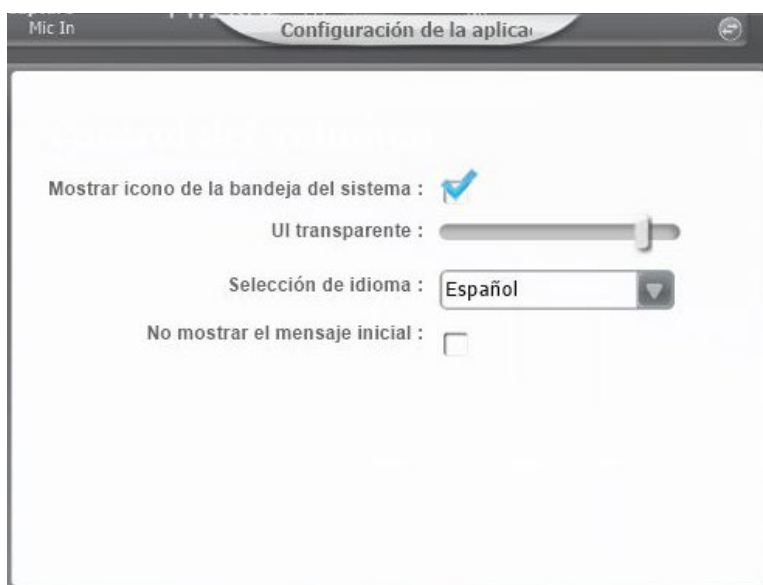 Mic In
Configuración de la aplica
Mostrar icono de la bandeja del sistema :
UI transparente :
Selección de idioma :
Español
No mostrar el mensaje inicial :